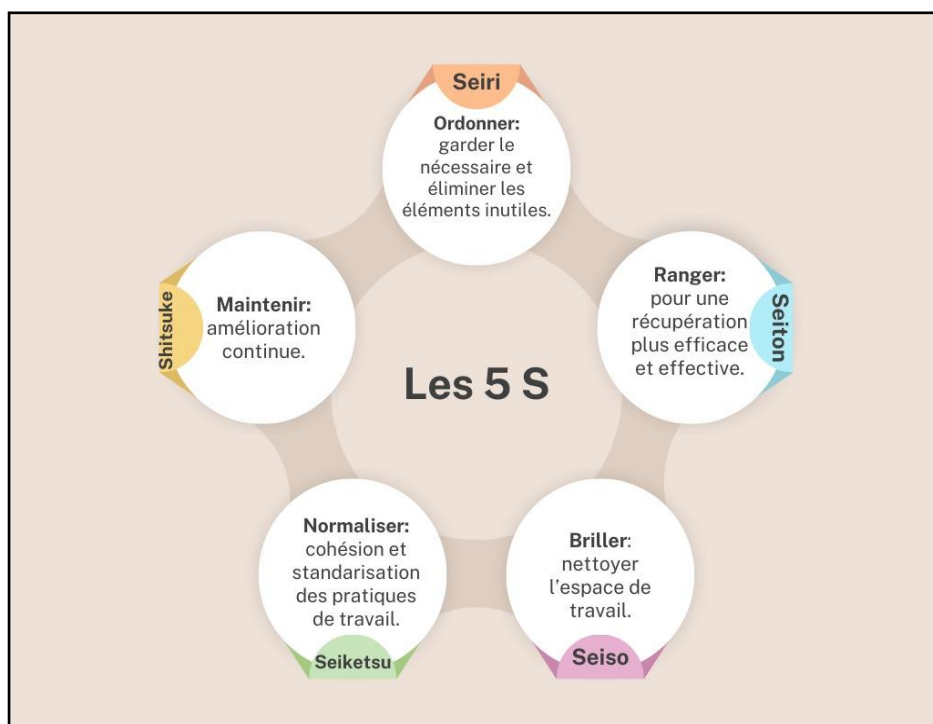 Seiri
Ordonner:
garder le
nécessaire et
éliminer les
éléments inutiles.
Ranger:
pour une
récupération
plus efficace
et effective.
Seiton
Briller:
nettoyer
l'espace de
travail.
Seiso
Normaliser:
cohésion et
standarisation
des pratiques
de travail.
Seiketsu
Maintenir:
amélioration
continue.
Shitsuke
Les 5 S